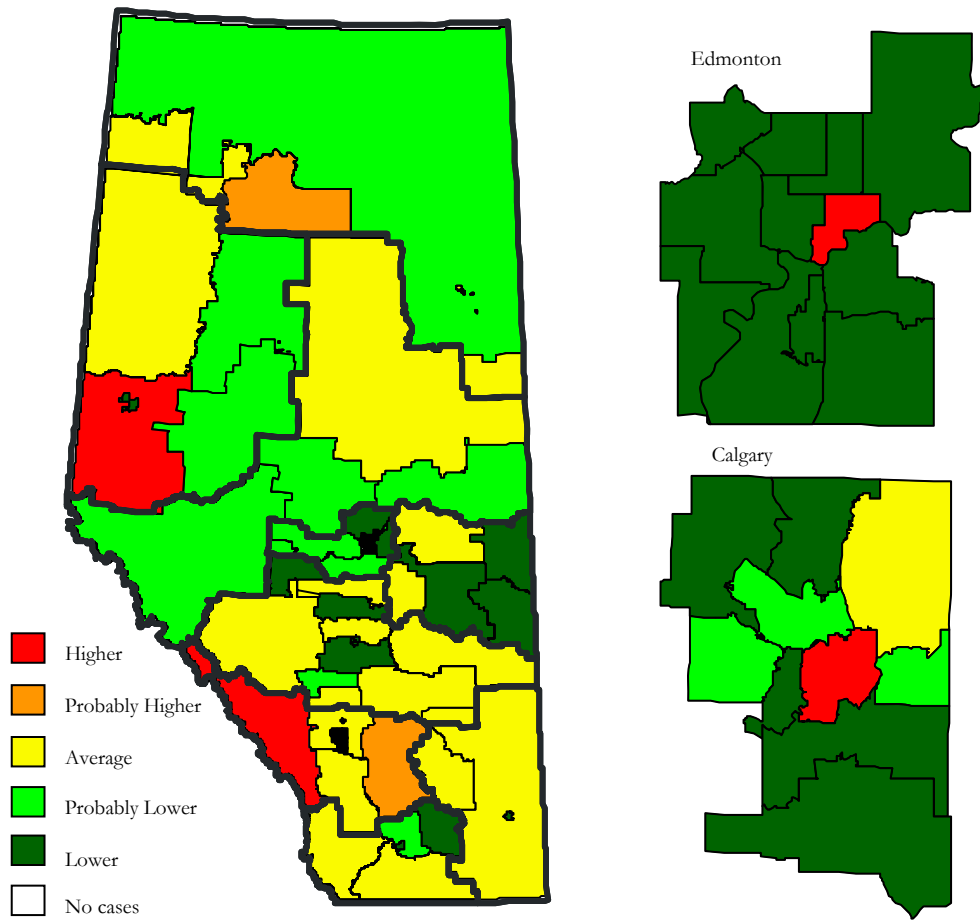 Edmonton
Calgary
Higher
Probably Higher
Average
Probably Lower
Lower
No cases